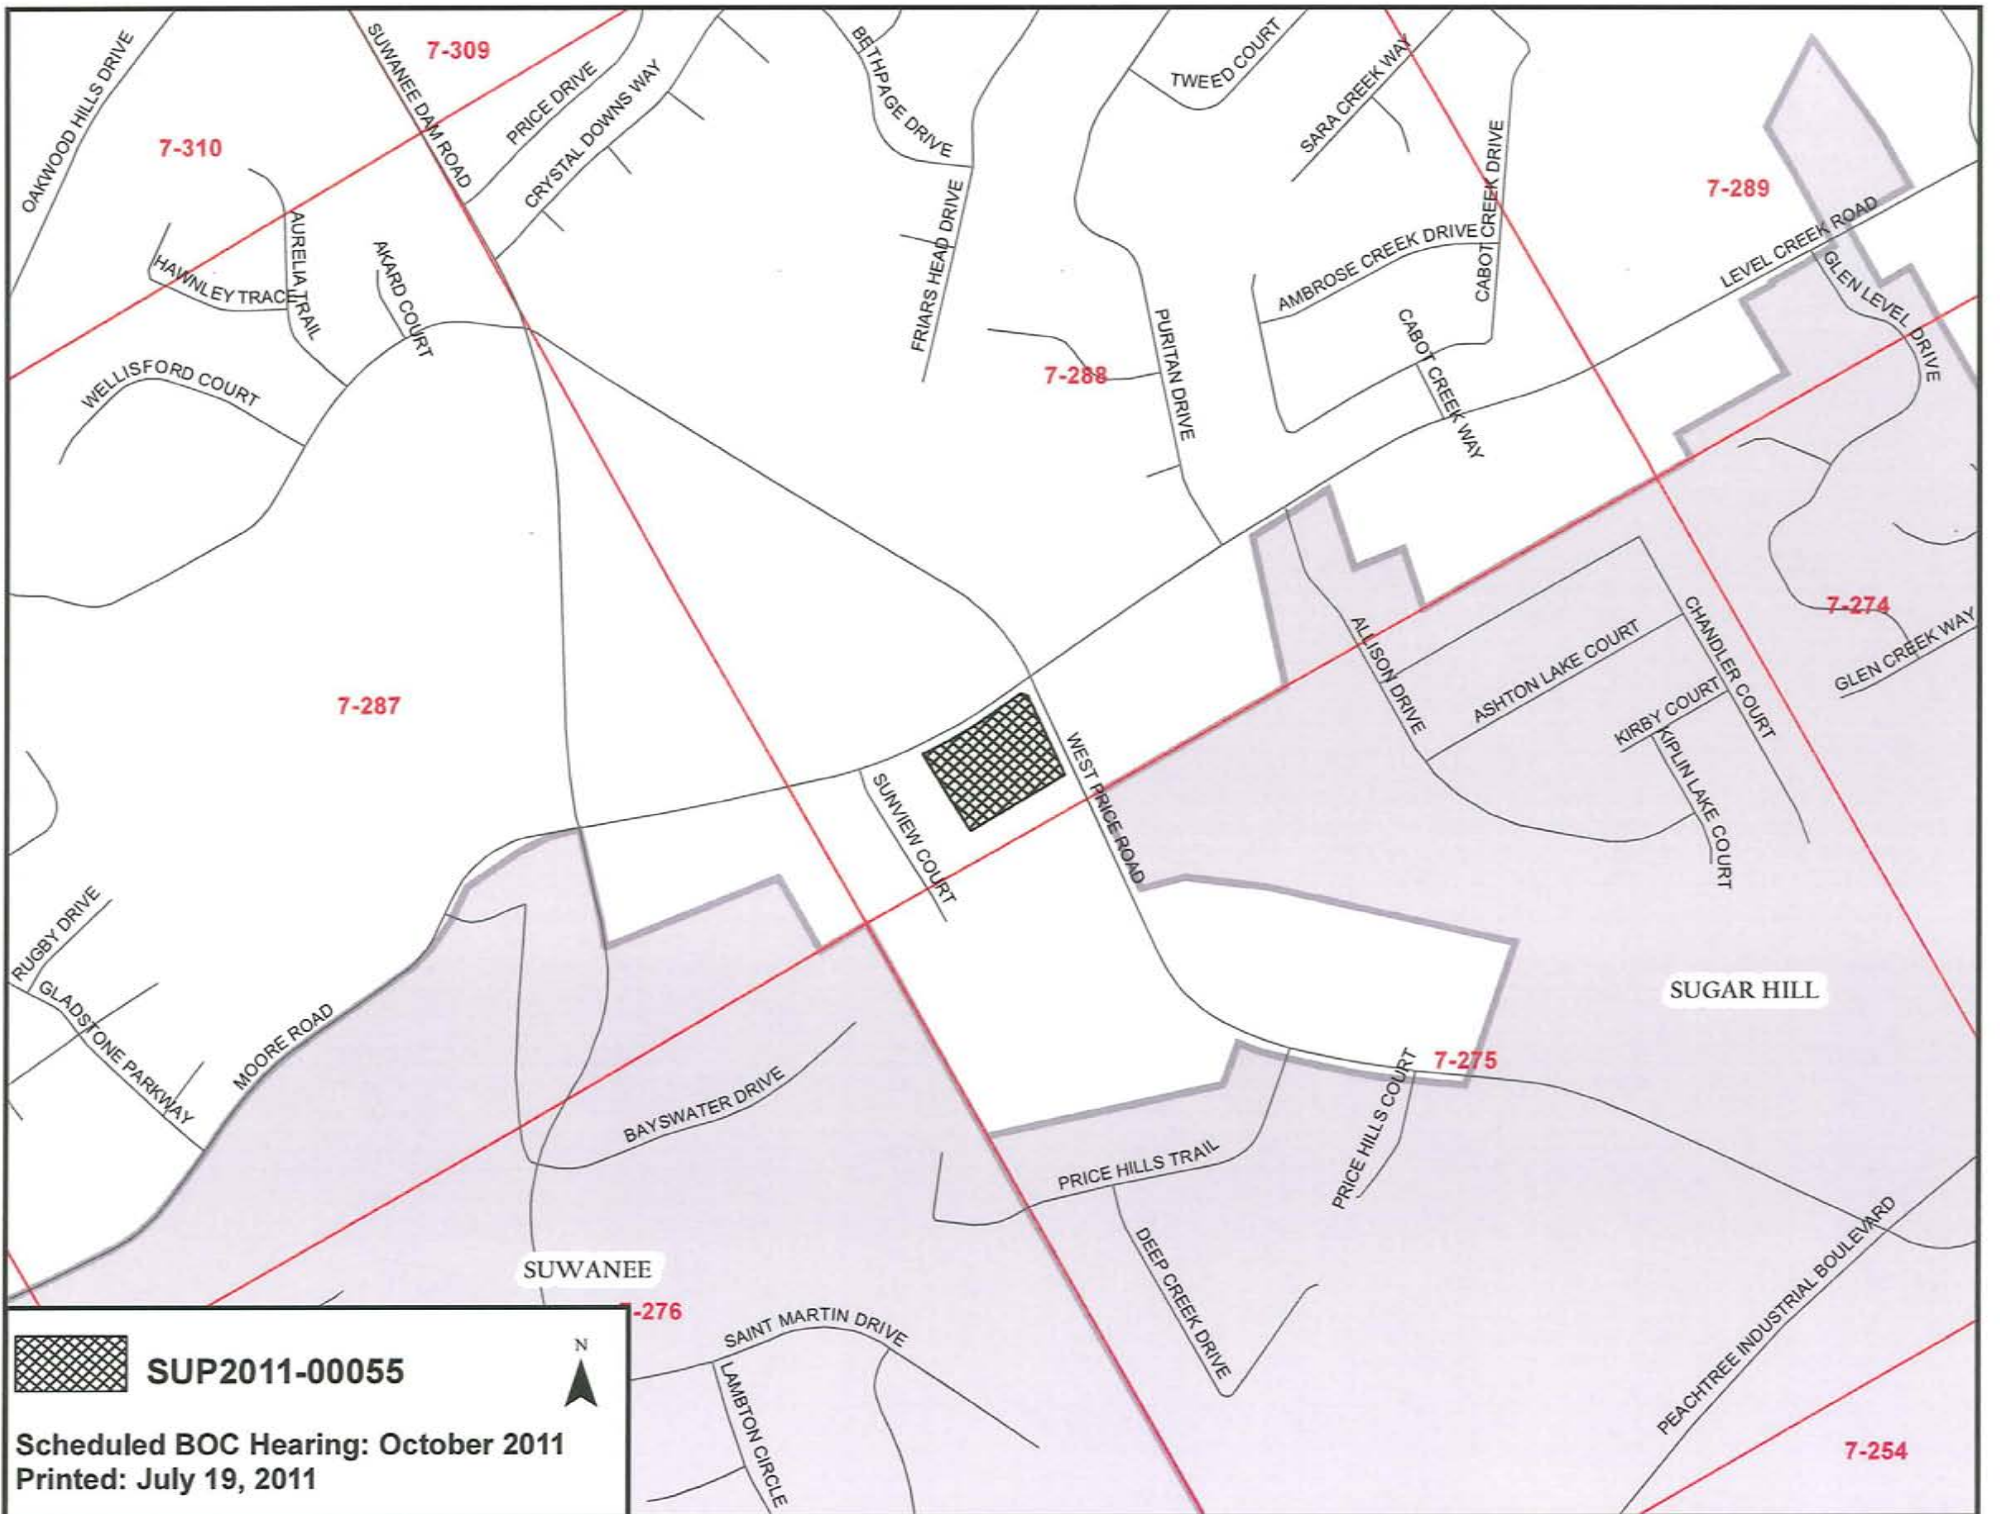 OAKWOOD HILLS DRIVE
SUWANEE DAM ROAD
7-309
PRICE DRIVE
CRYSTAL DOWNS WAY
BETHPAGE DRIVE
TWEED COURT
SARA CREEK WAY
CABOT CREEK DRIVE
7-310
7-289
AURELIA TRAIL
AKARD COURT
HAWNLEY TRACE
FRIARS HEAD DRIVE
AMBROSE CREEK DRIVE
LEVEL CREEK ROAD
GLEN LEVEL DRIVE
WELLISFORD COURT
7-288
PURITAN DRIVE
CABOT CREEK WAY
7-287
7-274
ALLISON DRIVE
ASHTON LAKE COURT
CHANDLER COURT
GLEN CREEK WAY
KIRBY COURT
KIPLIN LAKE COURT
WEST PRICE ROAD
SUNVIEW COURT
RUGBY DRIVE
GLADSTONE PARKWAY
MOORE ROAD
SUGAR HILL
BAYSWATER DRIVE
7-275
PRICE HILLS TRAIL
PRICE HILLS COURT
DEEP CREEK DRIVE
PEACHTREE INDUSTRIAL BOULEVARD
SUWANEE
-276
SAINT MARTIN DRIVE
LAMBTON CIRCLE
7-254
N
SUP2011-00055
Scheduled BOC Hearing: October 2011
Printed: July 19, 2011